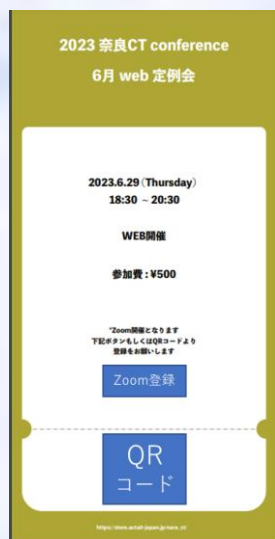 2023 奈良CT conference
6月 web 定例会
2023.6.29（Thursday）
18:30 ~ 20:30
WEB開催
参加費 : ¥500
*Zoom開催となります
下記ボタンもしくはQRコードより
登録をお願いします
Zoom登録
QR
コード